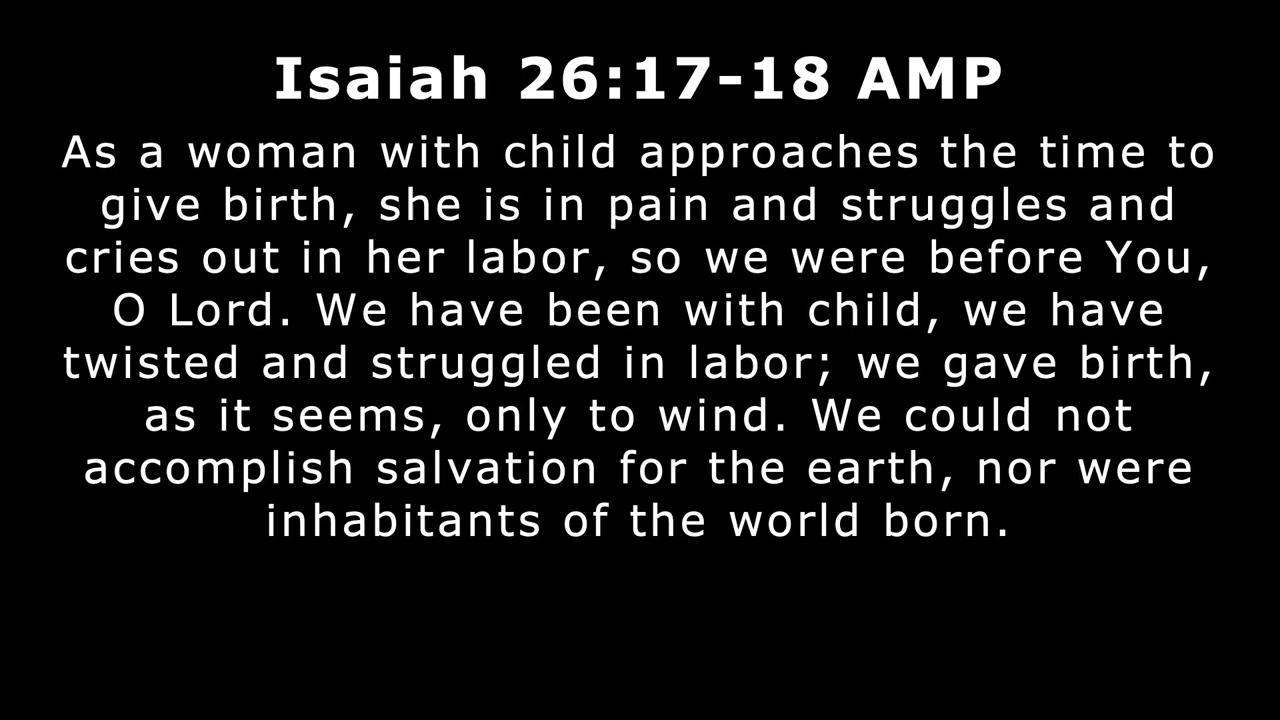 Isaiah 26:17-18 AMP
As a woman with child approaches the time to
give birth, she is in pain and struggles and
cries out in her labor, so we were before You,
O Lord. We have been with child, we have
twisted and struggled in labor; we gave birth,
as it seems, only to wind. We could not
accomplish salvation for the earth, nor were
inhabitants of the world born.